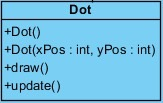 Dot
+Dot()
+Dot(xPos : int, yPos : int)
+draw()
+update()